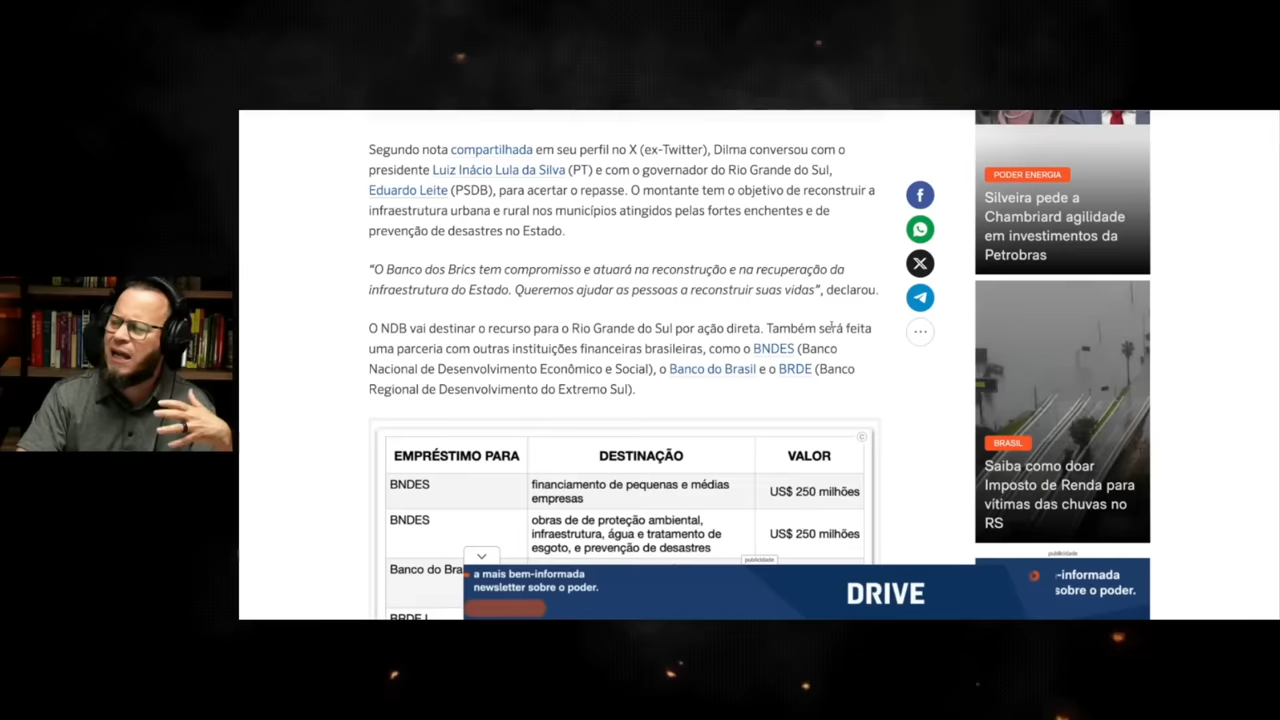 Segundo nota compartilhada em seu perfil no X (ex-Twitter), Dilma conversou com o
presidente Luiz Inácio Lula da Silva (PT) e com o governador do Rio Grande do Sul,
Eduardo Leite (PSDB), para acertar o repasse. O montante tem o objetivo de reconstruir a
infraestrutura urbana e rural nos municípios atingidos pelas fortes enchentes e de
prevenção de desastres no Estado.
“O Banco dos Brics tem compromisso e atuará na reconstrução e na recuperação da
infraestrutura do Estado. Queremos ajudar as pessoas a reconstruir suas vidas”, declarou.
O NDB vai destinar o recurso para o Rio Grande do Sul por ação direta. Também será feita
uma parceria com outras instituições financeiras brasileiras, como o BNDES (Banco
Nacional de Desenvolvimento Econômico e Social), o Banco do Brasil e o BRDE (Banco
Regional de Desenvolvimento do Extremo Sul).
EMPRÉSTIMO PARA DESTINAÇÃO VALOR
BNDES financiamento de pequenas e médias
empresas US$ 250 milhões
BNDES obras de de proteção ambiental,
infraestrutura, água e tratamento de
esgoto, e prevenção de desastres US$ 250 milhões
Banco do Bra
publicidade
a mais bem-informada
newsletter sobre o poder.
DRIVE
PODER ENERGIA
Silveira pede a
Chambriard agilidade
em investimentos da
Petrobras
BRASIL
Saiba como doar
Imposto de Renda para
vítimas das chuvas no
RS
publicidade
-informada
sobre o poder.